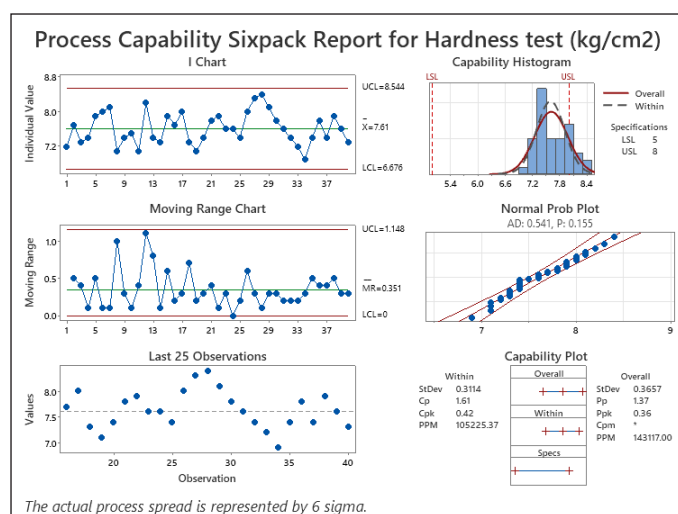 Process Capability Sixpack Report for Hardness test (kg/cm2)
I Chart
Individual Value
8.8
8.0
7.2
1 5 9 13 17 21 25 29 33 37
UCL=8.544
X=7.61
LCL=6.676
Capability Histogram
LSL USL
Overall
Within
Specifications
LSL 5
USL 8
5.4 6.0 6.6 7.2 7.8 8.4
Moving Range Chart
Moving Range
1.0
0.5
0.0
1 5 9 13 17 21 25 29 33 37
UCL=1.148
MR=0.351
LCL=0
Normal Prob Plot
AD: 0.541, P: 0.155
7 8 9
Last 25 Observations
Values
8.0
7.5
7.0
20 25 30 35 40
Observation
Capability Plot
Within
StDev 0.3114
Cp 1.61
Cpk 0.42
PPM 105225.37
Overall
Within
Specs
Overall
StDev 0.3657
Pp 1.37
Ppk 0.36
Cpm *
PPM 143117.00
The actual process spread is represented by 6 sigma.